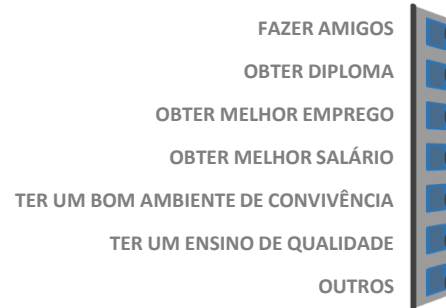 FAZER AMIGOS
OBTER DIPLOMA
OBTER MELHOR EMPREGO
OBTER MELHOR SALÁRIO
TER UM BOM AMBIENTE DE CONVIVÊNCIA
TER UM ENSINO DE QUALIDADE
OUTROS